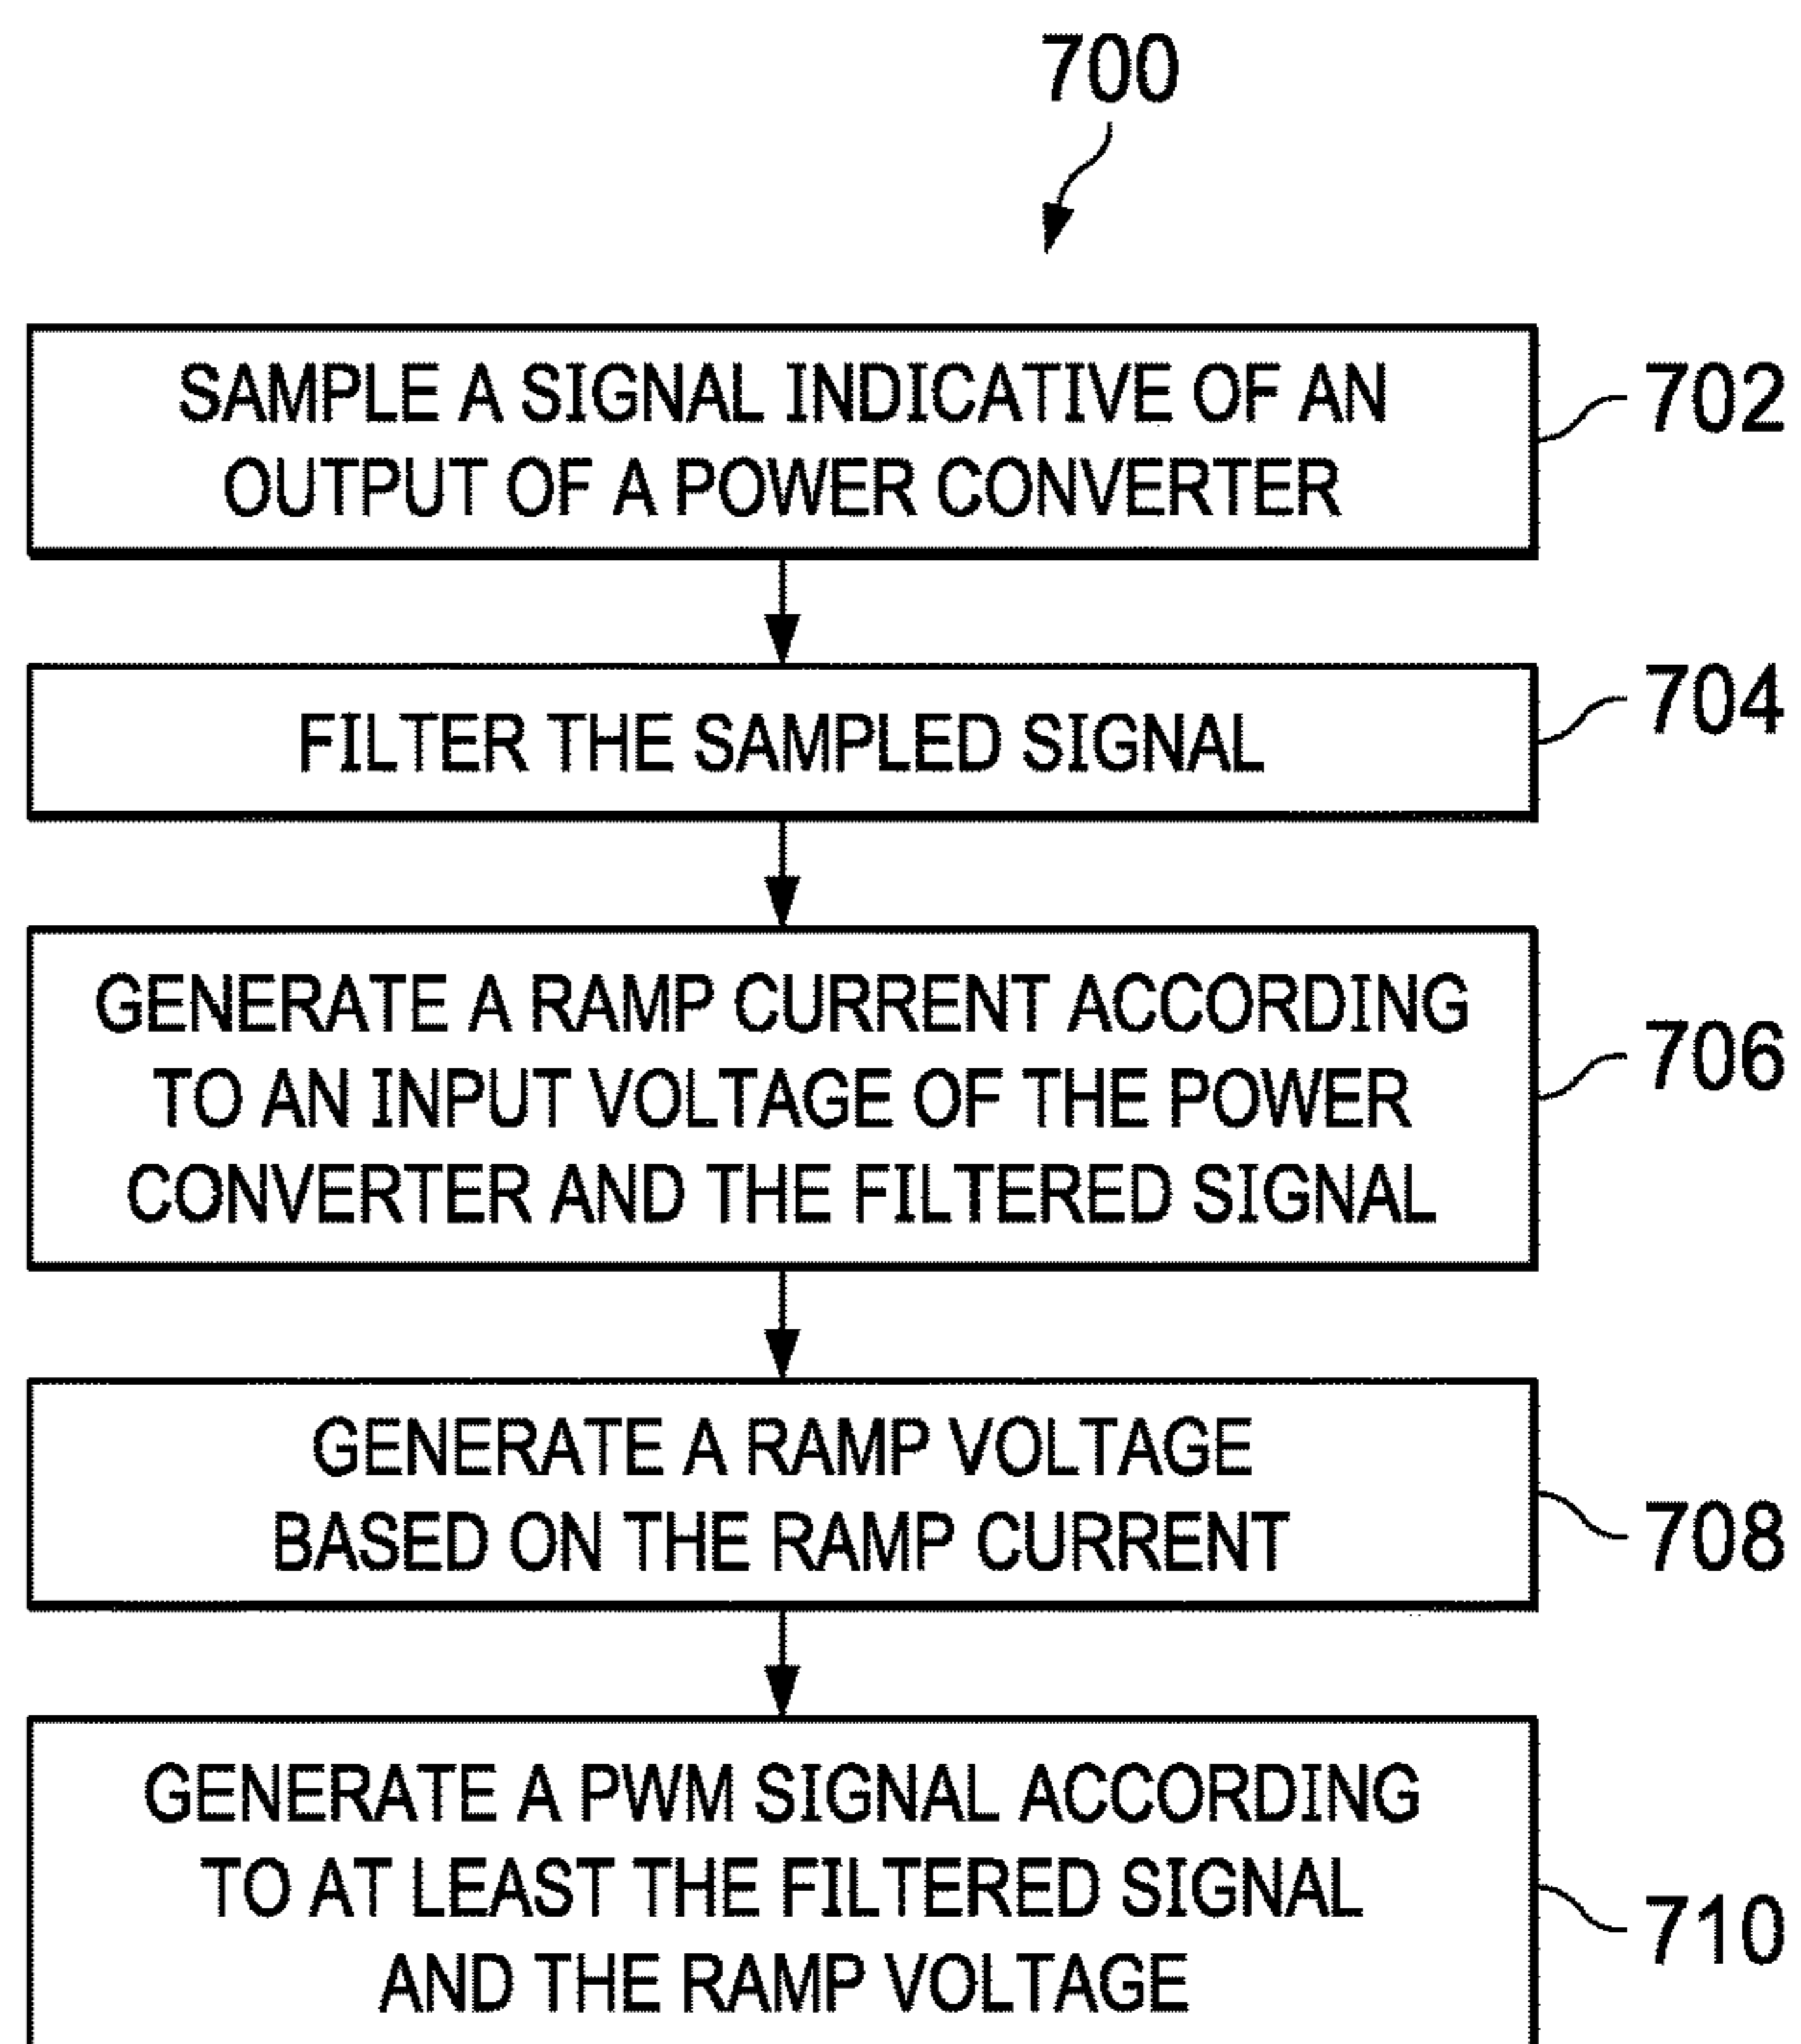 700
SAMPLE A SIGNAL INDICATIVE OF AN
OUTPUT OF A POWER CONVERTER
702
FILTER THE SAMPLED SIGNAL
704
GENERATE A RAMP CURRENT ACCORDING
TO AN INPUT VOLTAGE OF THE POWER
CONVERTER AND THE FILTERED SIGNAL
706
GENERATE A RAMP VOLTAGE
BASED ON THE RAMP CURRENT
708
GENERATE A PWM SIGNAL ACCORDING
TO AT LEAST THE FILTERED SIGNAL
AND THE RAMP VOLTAGE
710